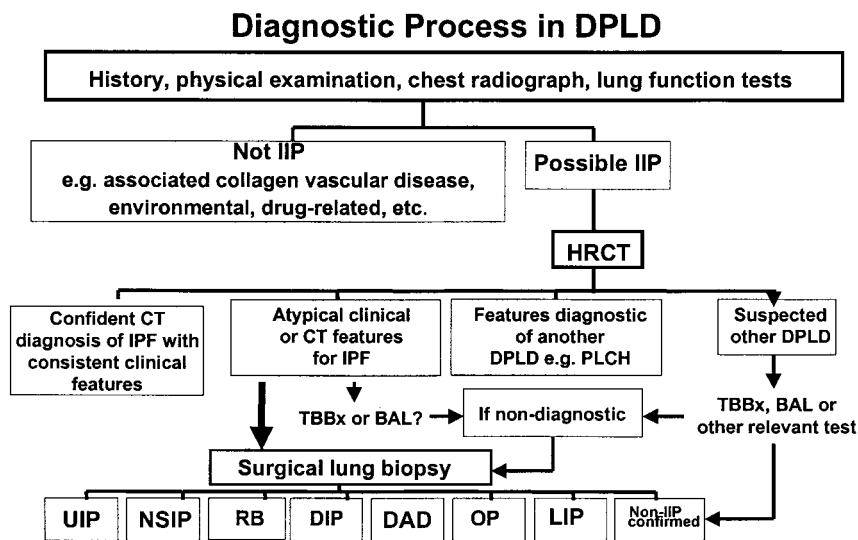 Diagnostic Process in DPLD
History, physical examination, chest radiograph, lung function tests
Not IIP
e.g. associated collagen vascular disease,
environmental, drug-related, etc.
Possible IIP
HRCT
Confident CT
diagnosis of IPF with
consistent clinical
features
Atypical clinical
or CT features
for IPF
Features diagnostic
of another
DPLD e.g. PLCH
Suspected
other DPLD
TBBx or BAL?
If non-diagnostic
TBBx, BAL or
other relevant test
Surgical lung biopsy
UIP
NSIP
RB
DIP
DAD
OP
LIP
Non-IIP
confirmed